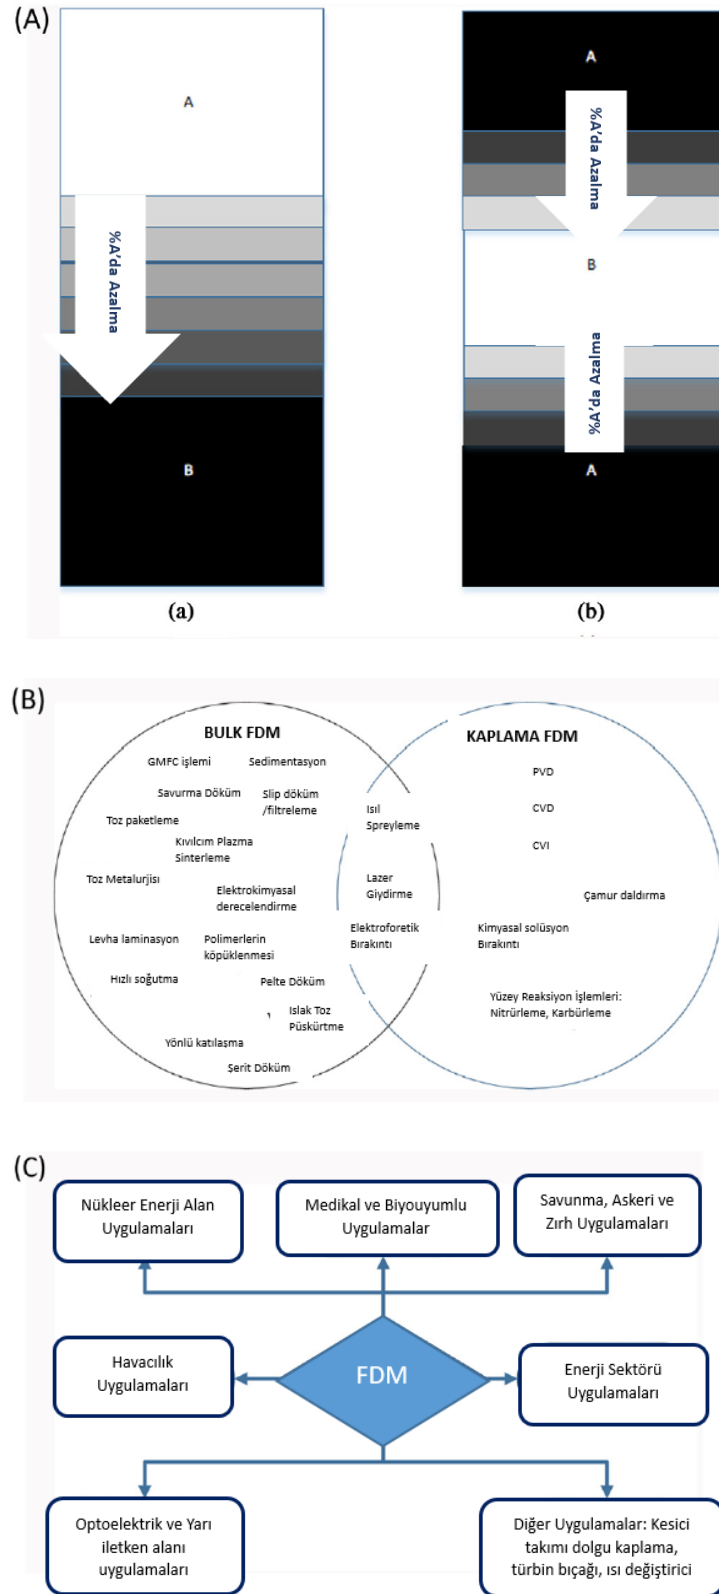 (A)
A
%A'da Azalma
B
(a)
A
%A'da Azalma
B
%A'da Azalma
A
(b)
(B)
BULK FDM
GMFC işlemi
Sedimentasyon
Savurma Döküm
Slip döküm
/filtreleme
Toz paketleme
Kıvılcım Plazma
Sinterleme
Toz Metalurjisı
Elektrokimyasal
derecelendirme
Levha laminasyon
Polimerlerin
köpüklenmesi
Hızlı soğutma
Pelte Döküm
Islak Toz
Püskürtme
Yönlü katılaşma
Şerit Döküm
Isıl
Spreyleme
Lazer
Giydirme
Elektroforetik
Bırakıntı
KAPLAMA FDM
PVD
CVD
CVI
Çamur daldırma
Kimyasal solüsyon
Bırakıntı
Yüzey Reaksiyon İşlemleri:
Nitrürleme, Karbürleme
(C)
Nükleer Enerji Alan
Uygulamaları
Medikal ve Biyouyumlu
Uygulamalar
Savunma, Askeri ve
Zırh Uygulamaları
Havacılık
Uygulamaları
FDM
Enerji Sektörü
Uygulamaları
Optoelektrik ve Yarı
iletken alanı
uygulamaları
Diğer Uygulamalar: Kesici
takımı dolgu kaplama,
türbin bıçağı, ısı değiştirici